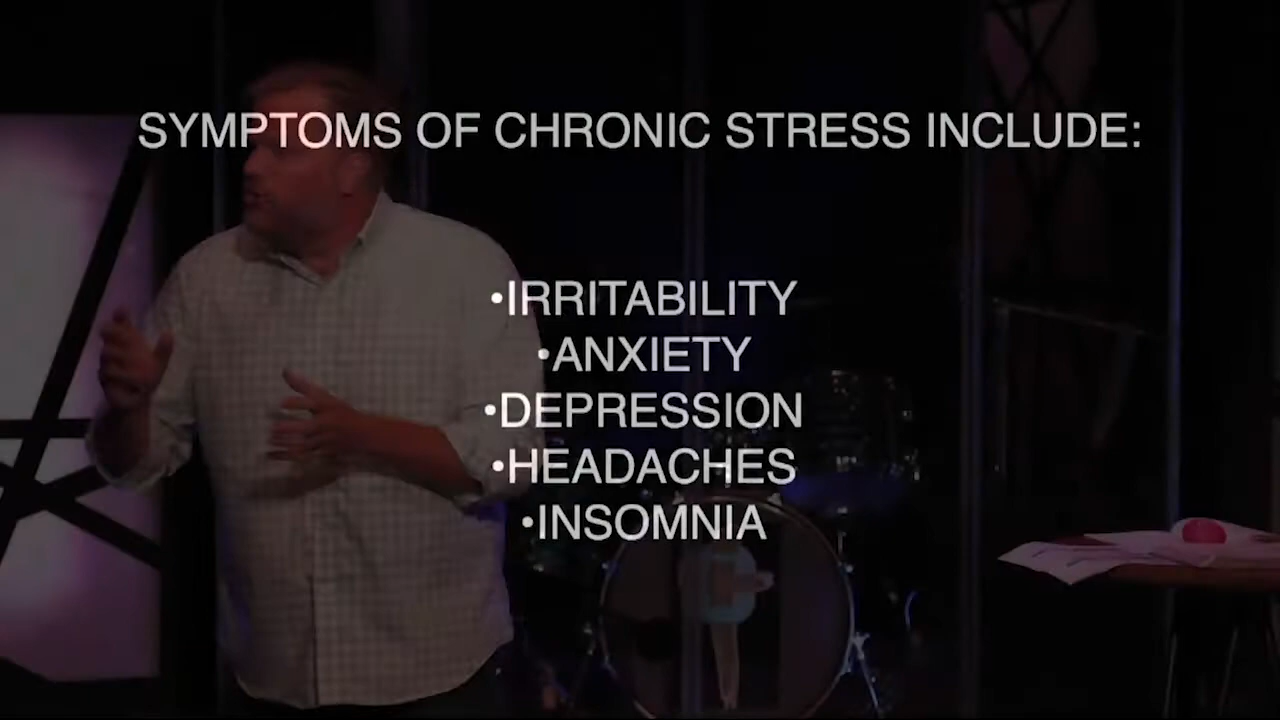 SYMPTOMS OF CHRONIC STRESS INCLUDE:
•IRRITABILITY
•ANXIETY
•DEPRESSION
•HEADACHES
•INSOMNIA